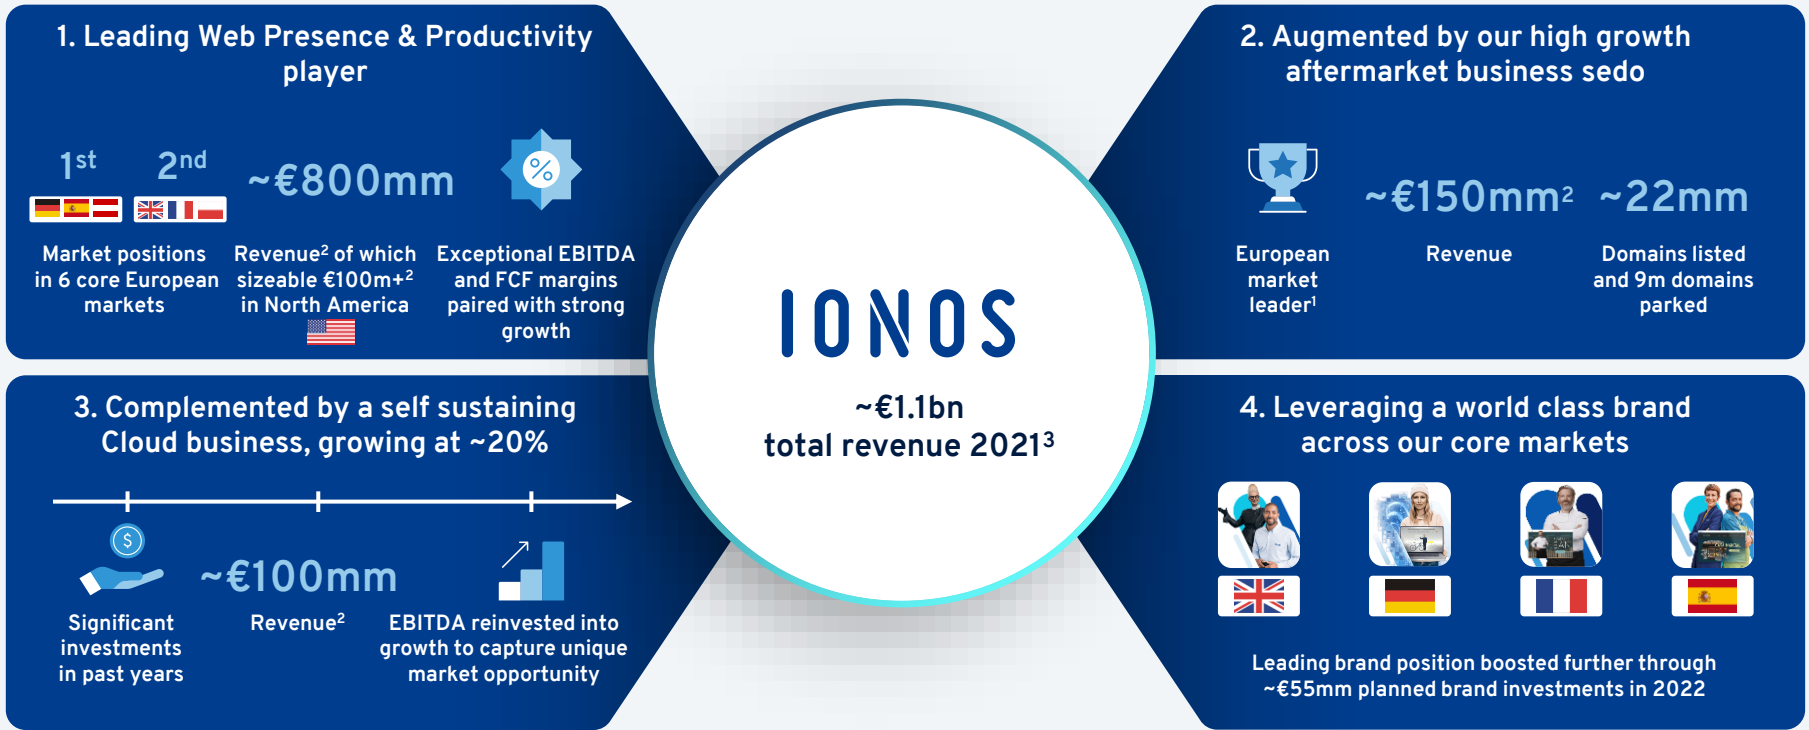 1. Leading Web Presence & Productivity
player
1st
2nd
~€800mm
%
Market positions
in 6 core European
markets
Revenue² of which
sizeable €100m+²
in North America
Exceptional EBITDA
and FCF margins
paired with strong
growth
2. Augmented by our high growth
aftermarket business sedo
~€150mm²
~22mm
European
market
leader¹
Revenue
Domains listed
and 9m domains
parked
IONOS
~€1.1bn
total revenue 2021³
3. Complemented by a self sustaining
Cloud business, growing at ~20%
$
~€100mm
Significant
investments
in past years
Revenue²
EBITDA reinvested into
growth to capture unique
market opportunity
4. Leveraging a world class brand
across our core markets
Leading brand position boosted further through
~€55mm planned brand investments in 2022